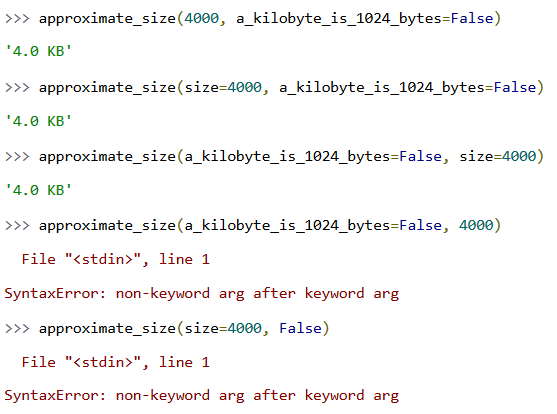 >>> approximate_size(4000, a_kilobyte_is_1024_bytes=False)
'4.0 KB'
>>> approximate_size(size=4000, a_kilobyte_is_1024_bytes=False)
'4.0 KB'
>>> approximate_size(a_kilobyte_is_1024_bytes=False, size=4000)
'4.0 KB'
>>> approximate_size(a_kilobyte_is_1024_bytes=False, 4000)
  File "<stdin>", line 1
SyntaxError: non-keyword arg after keyword arg
>>> approximate_size(size=4000, False)
  File "<stdin>", line 1
SyntaxError: non-keyword arg after keyword arg